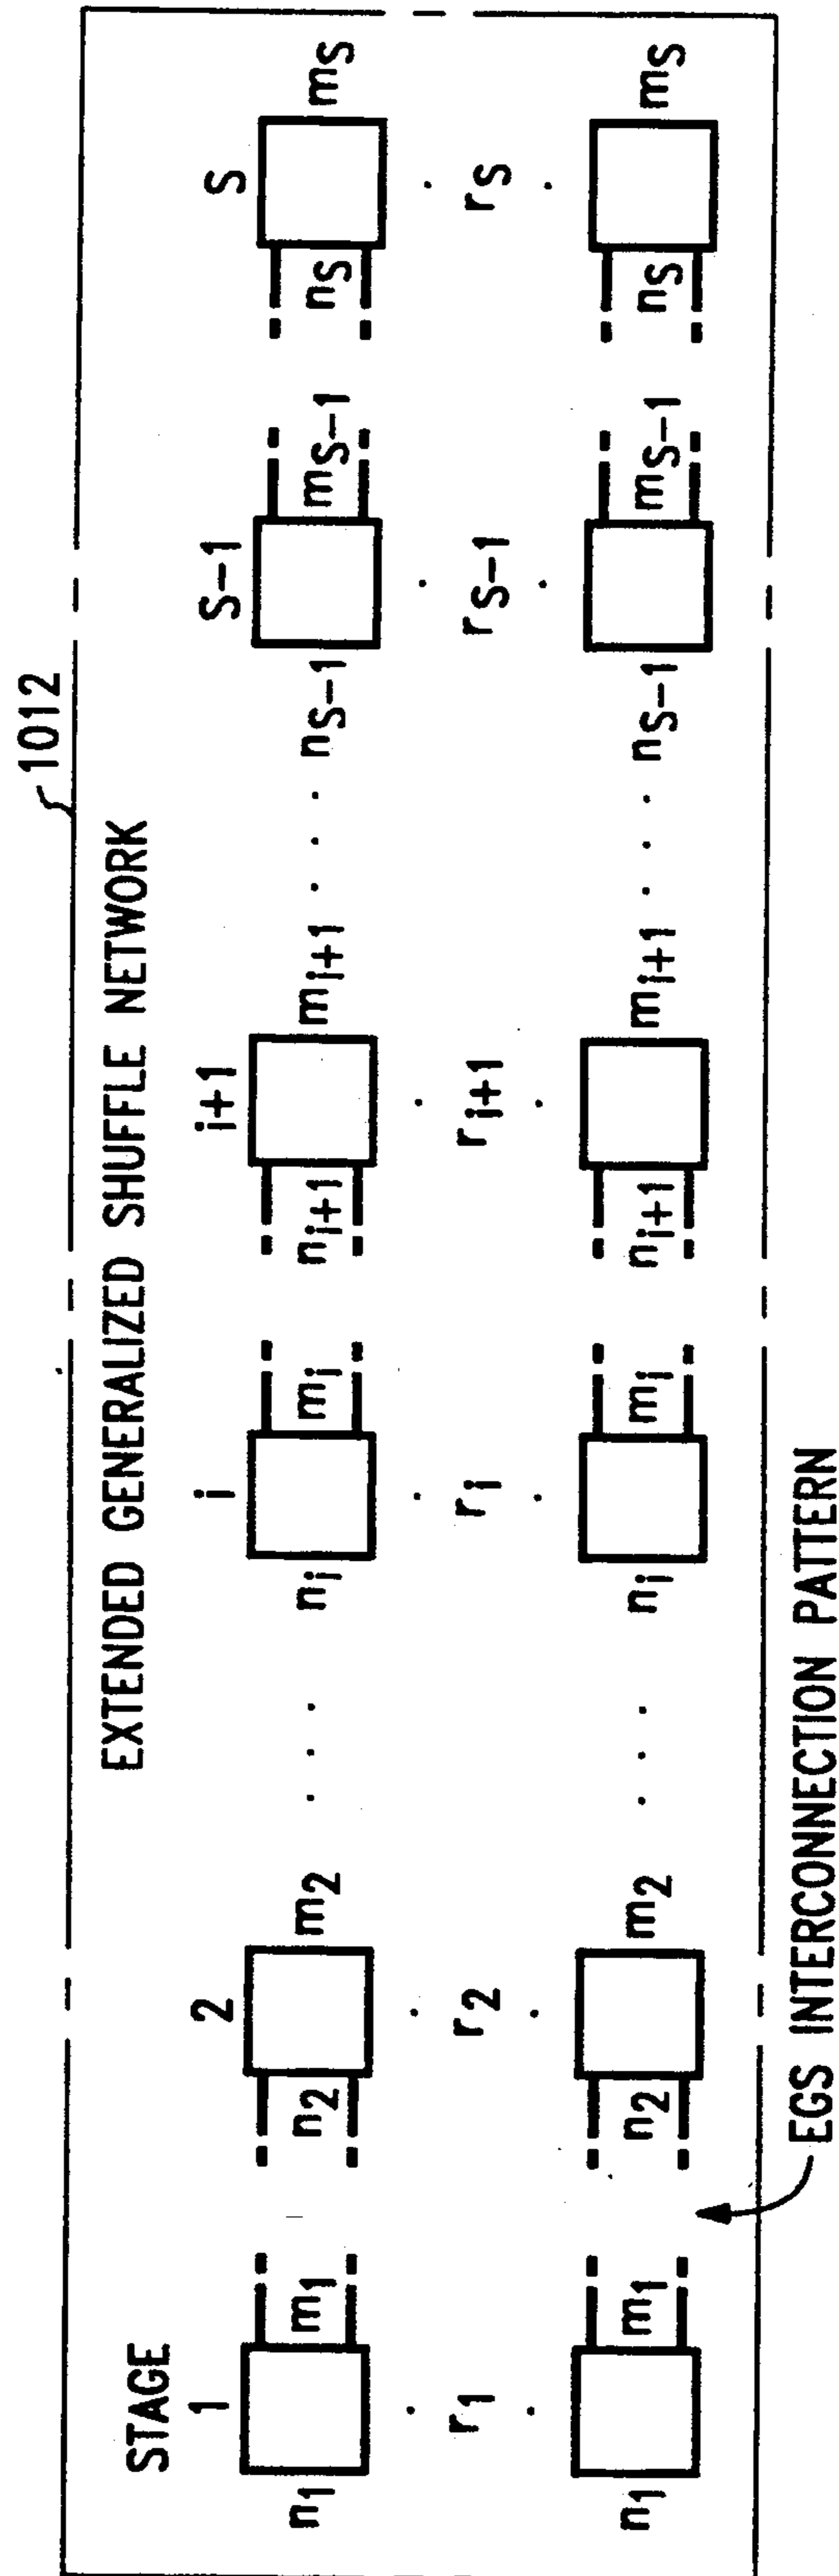 1012
EXTENDED GENERALIZED SHUFFLE NETWORK
STAGE
1 2 i i+1 S-1 S
n1 m1 n2 m2 . . . ni mi ni+1 mi+1 . . . nS-1 mS-1 nS mS
r1 r2 ri ri+1 rS-1 rS
n1 m1 n2 m2 . . . ni mi ni+1 mi+1 . . . nS-1 mS-1 nS mS
EGS INTERCONNECTION PATTERN